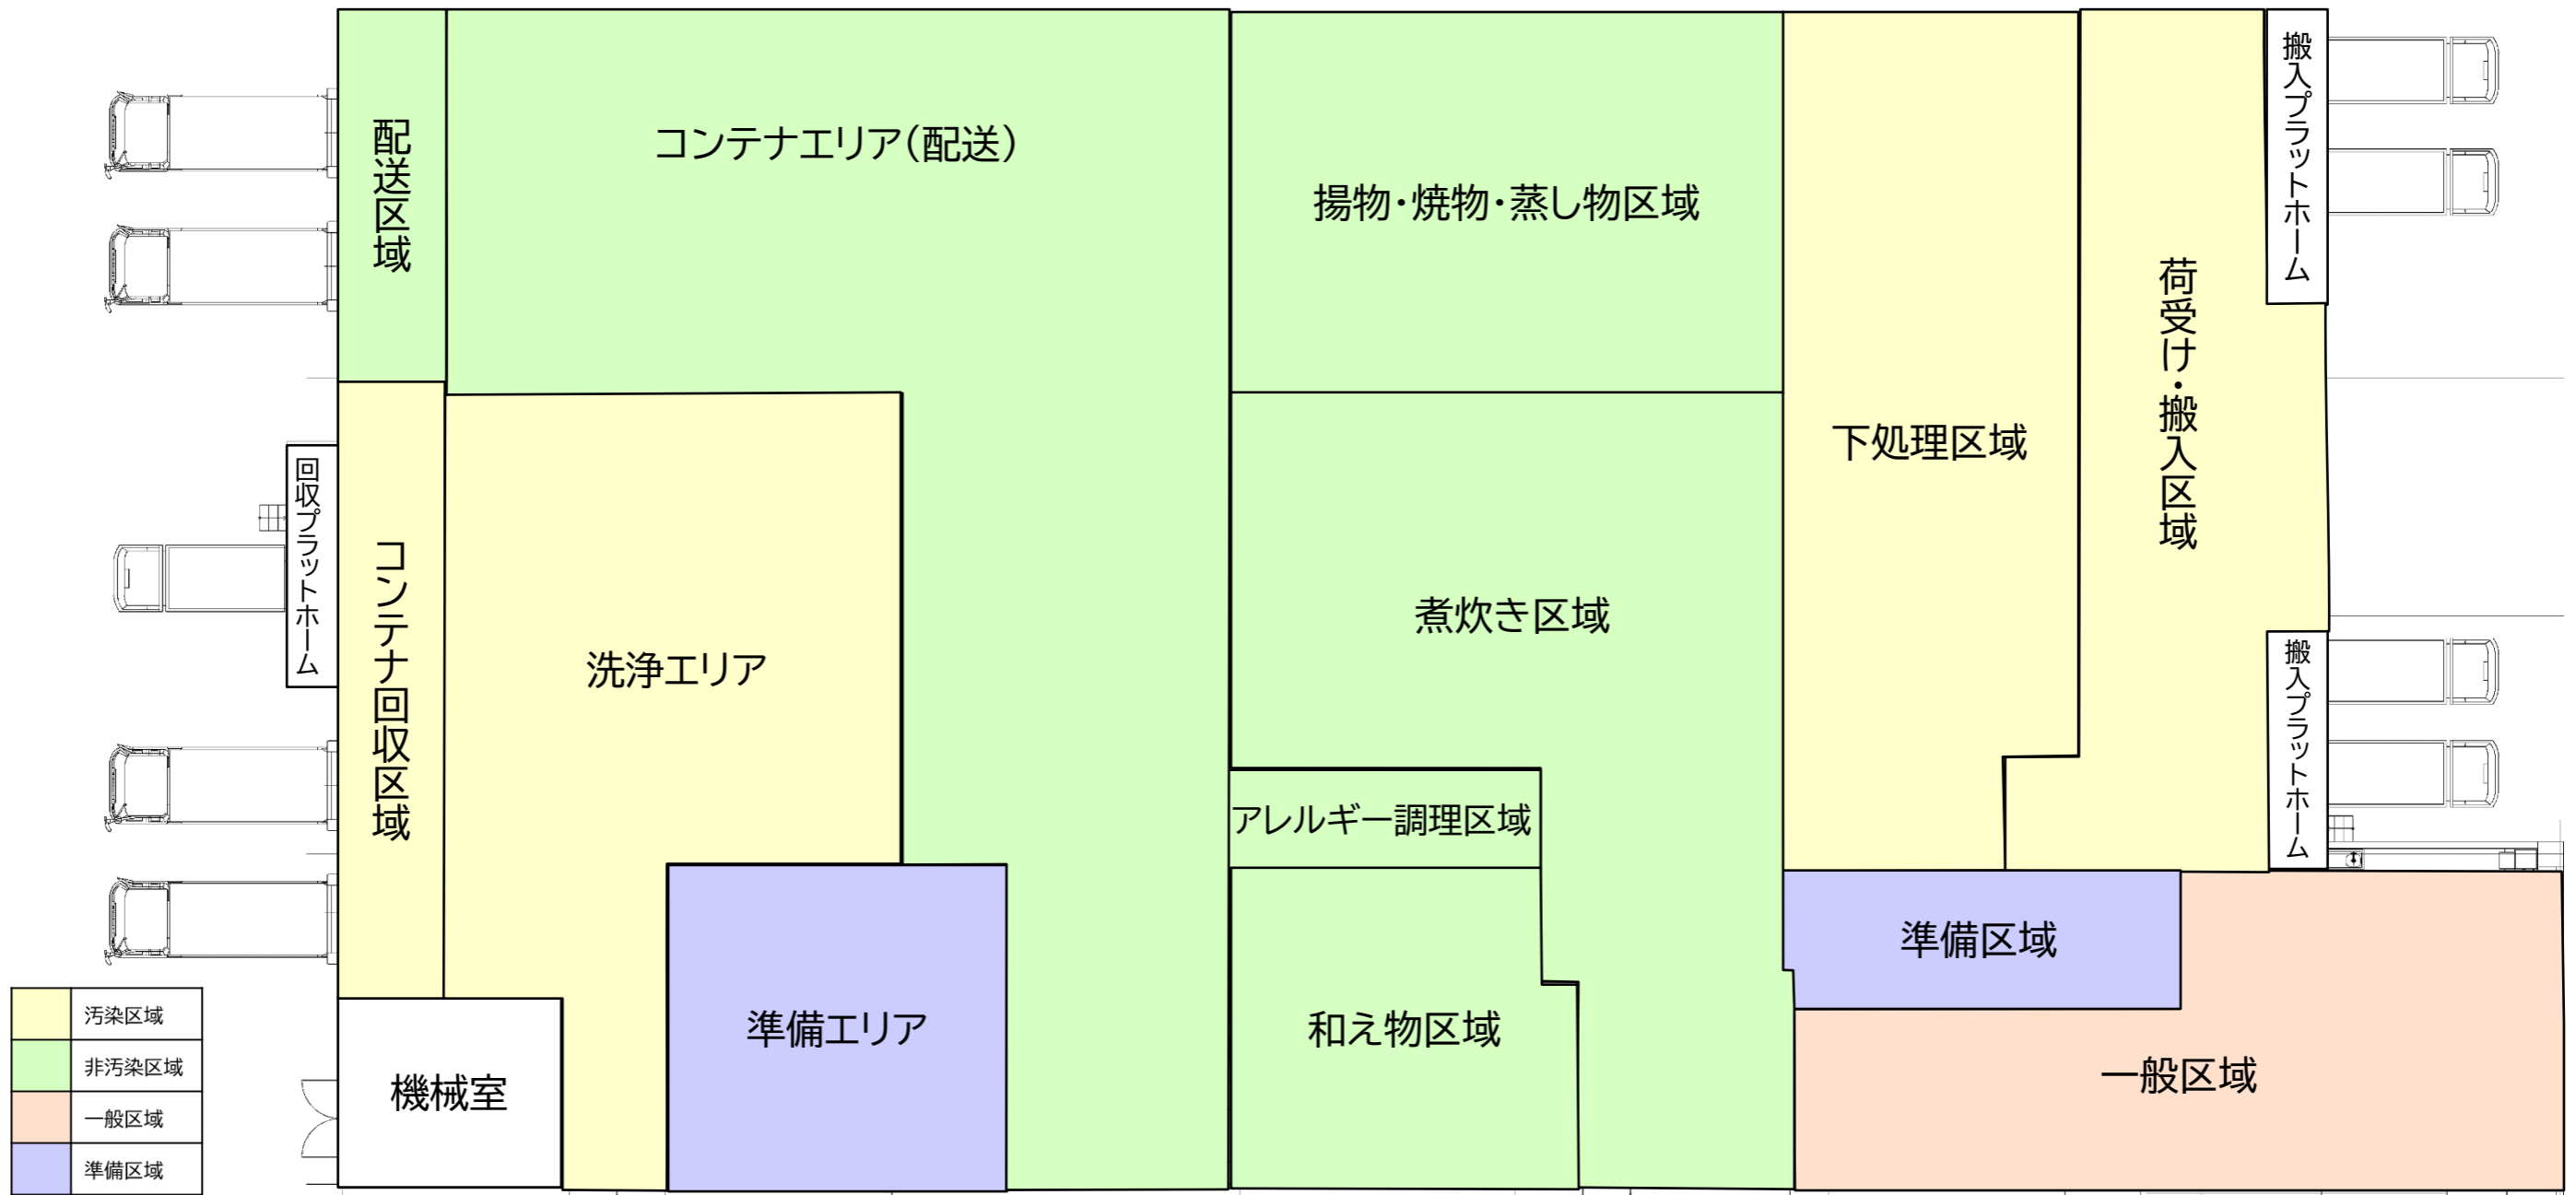 配送区域
コンテナエリア(配送)
揚物・焼物・蒸し物区域
下処理区域
荷受け・搬入区域
搬入プラットホーム
回収プラットホーム
コンテナ回収区域
洗浄エリア
煮炊き区域
搬入プラットホーム
アレルギー調理区域
準備エリア
和え物区域
準備区域
一般区域
機械室
汚染区域
非汚染区域
一般区域
準備区域